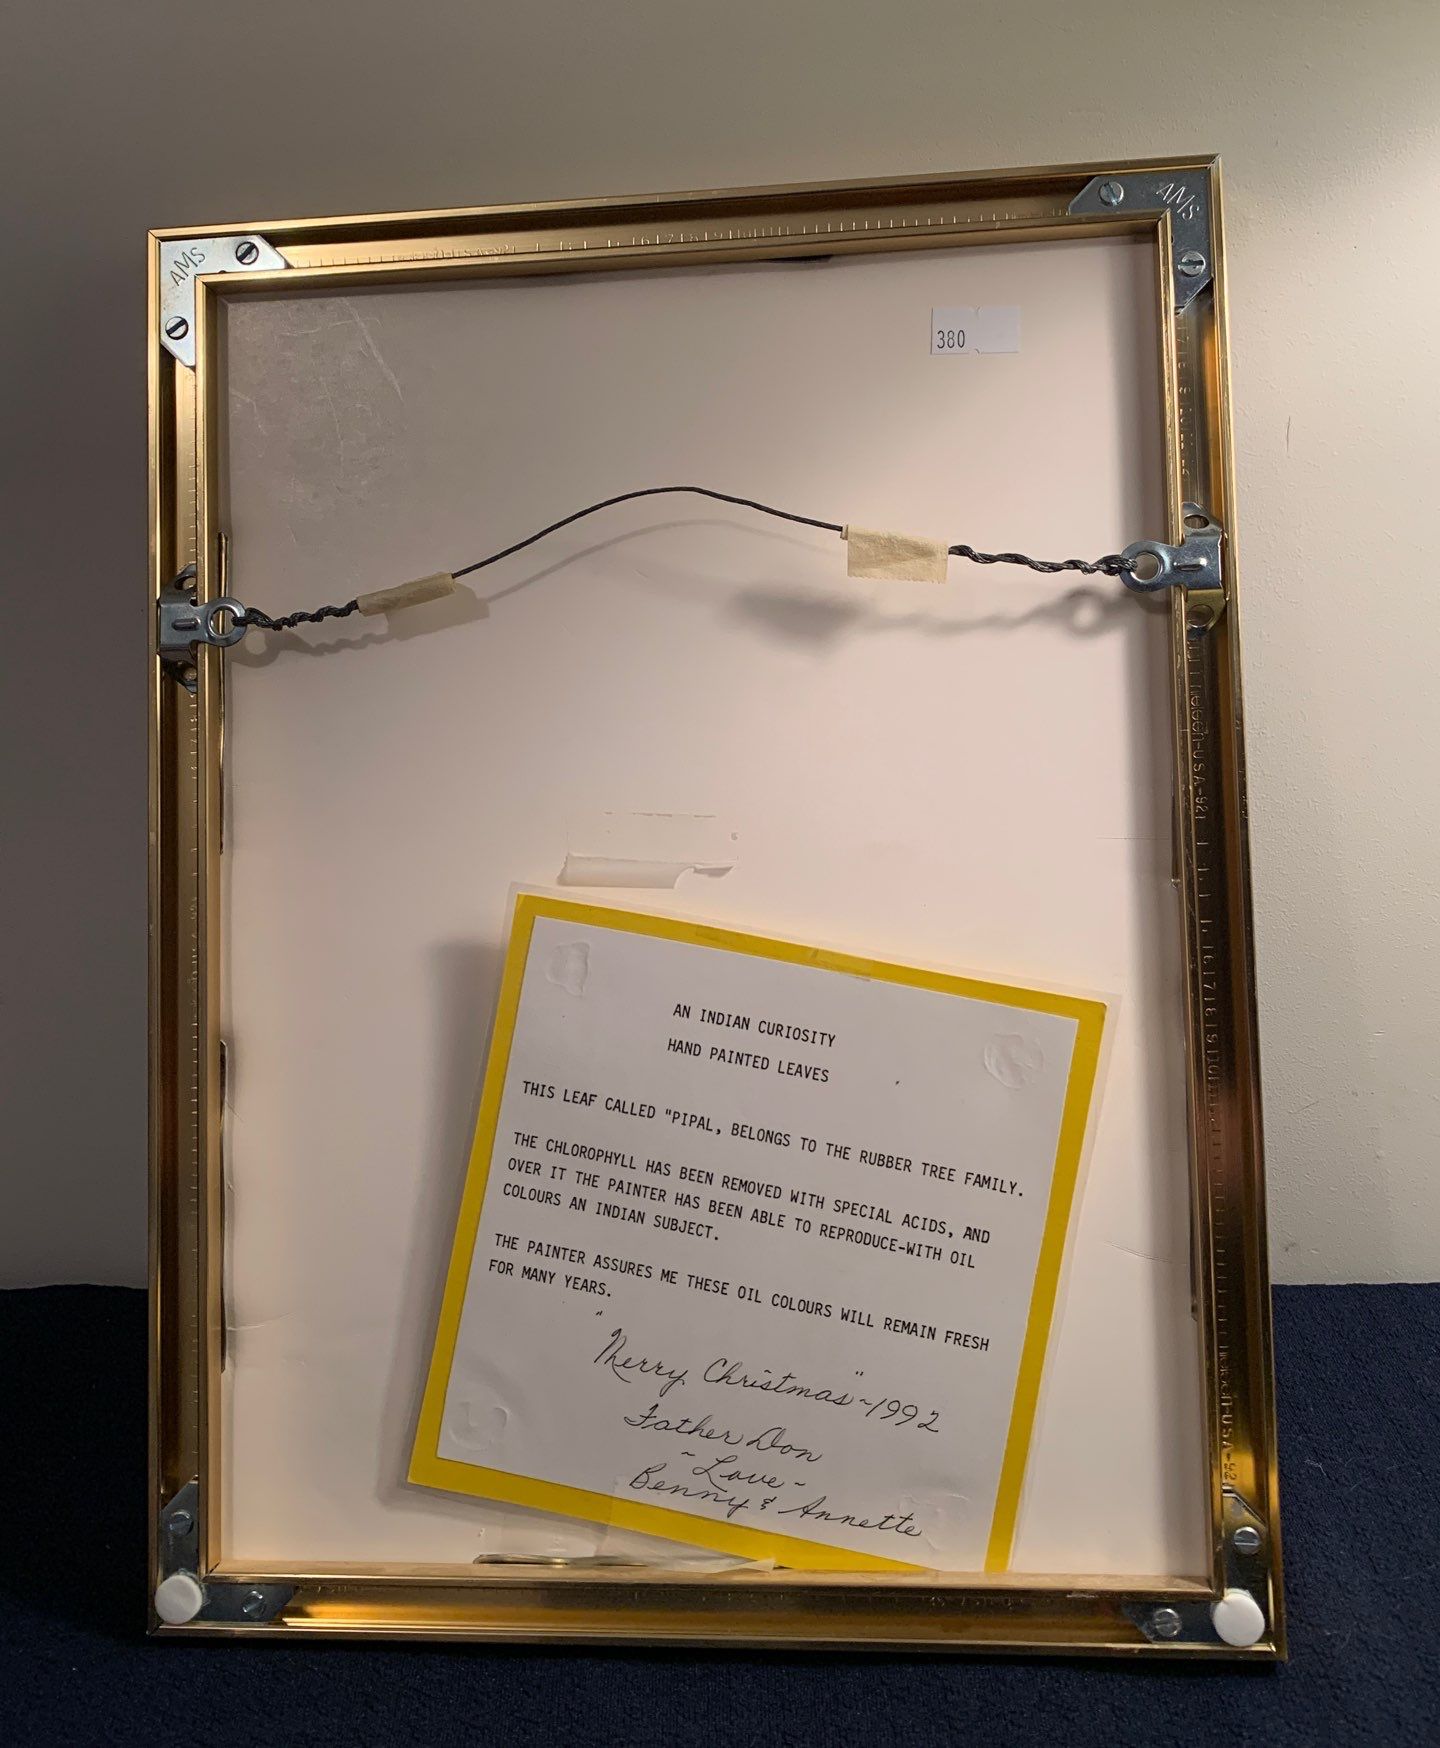 AMS
AMS
380
AN INDIAN CURIOSITY
HAND PAINTED LEAVES
THIS LEAF CALLED "PIPAL, BELONGS TO THE RUBBER TREE FAMILY.
THE CHLOROPHYLL HAS BEEN REMOVED WITH SPECIAL ACIDS, AND
OVER IT THE PAINTER HAS BEEN ABLE TO REPRODUCE-WITH OIL
COLOURS AN INDIAN SUBJECT.
THE PAINTER ASSURES ME THESE OIL COLOURS WILL REMAIN FRESH
FOR MANY YEARS.
"Merry Christmas" ~ 1992
Father Don
~ Love ~
Benny & Annette